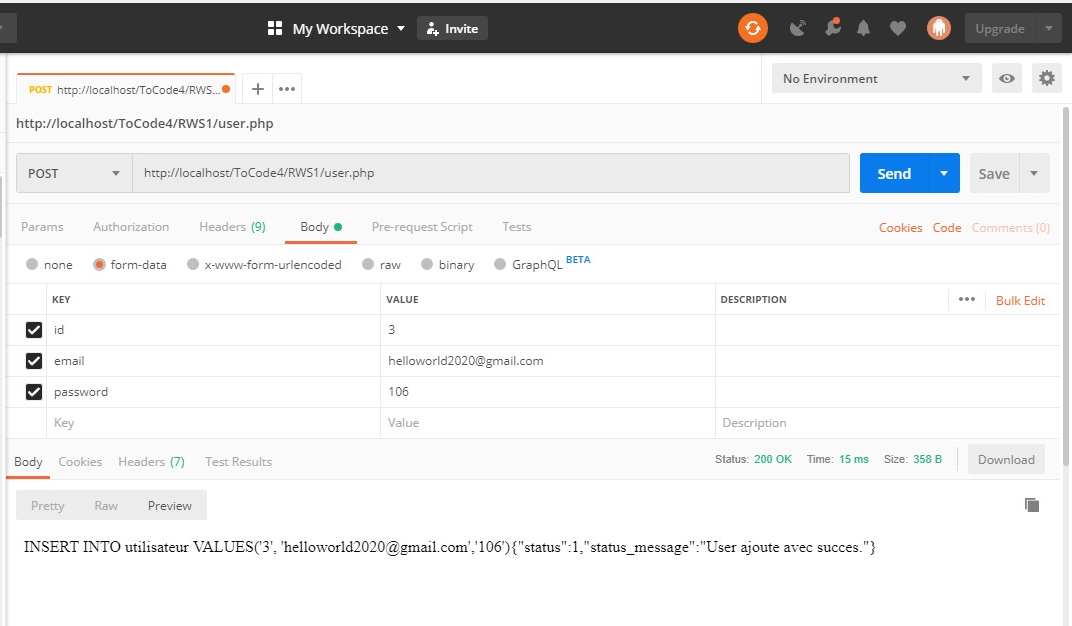 My Workspace Invite Upgrade
POST http://localhost/ToCode4/RWS... No Environment
http://localhost/ToCode4/RWS1/user.php
POST http://localhost/ToCode4/RWS1/user.php Send Save
Params Authorization Headers (9) Body Pre-request Script Tests Cookies Code Comments (0)
none form-data x-www-form-urlencoded raw binary GraphQL BETA
KEY VALUE DESCRIPTION Bulk Edit
id 3
email helloworld2020@gmail.com
password 106
Key Value Description
Body Cookies Headers (7) Test Results Status: 200 OK Time: 15 ms Size: 358 B Download
Pretty Raw Preview
INSERT INTO utilisateur VALUES('3', 'helloworld2020@gmail.com','106'){"status":1,"status_message":"User ajoute avec succes."}